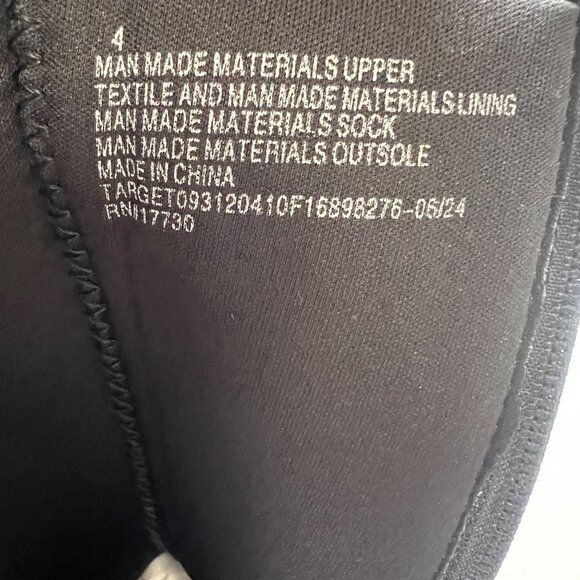 4
MAN MADE MATERIALS UPPER
TEXTILE AND MAN MADE MATERIALS LINING
MAN MADE MATERIALS SOCK
MAN MADE MATERIALS OUTSOLE
MADE IN CHINA
TARGET093120410F16898276-06/24
RN117730